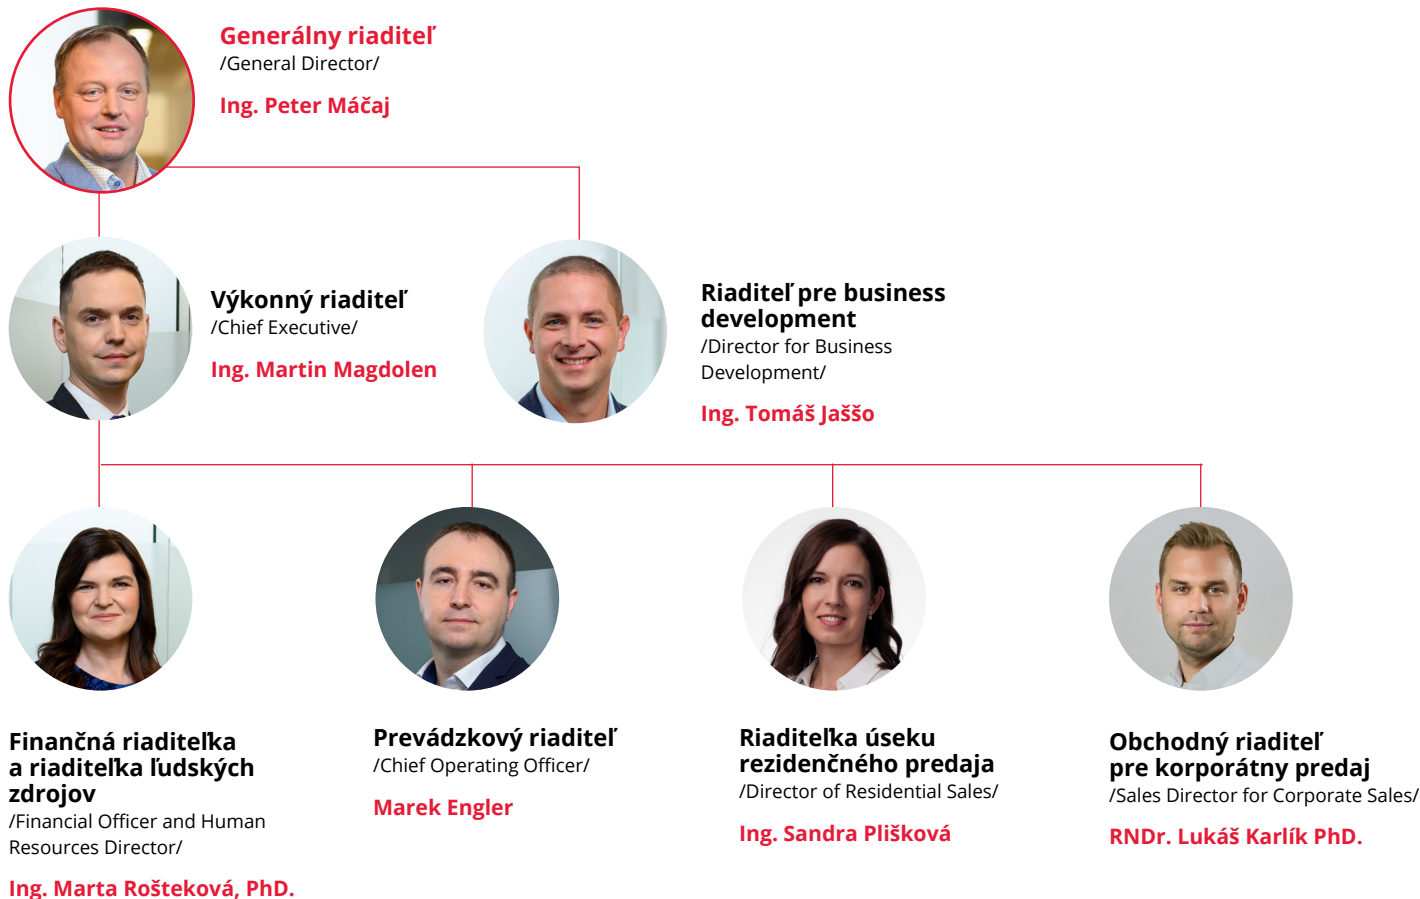 Generálny riaditeľ
/General Director/
Ing. Peter Máčaj
Výkonný riaditeľ
/Chief Executive/
Ing. Martin Magdolen
Riaditeľ pre business
development
/Director for Business
Development/
Ing. Tomáš Jaššo
Finančná riaditeľka
a riaditeľka ľudských
zdrojov
/Financial Officer and Human
Resources Director/
Ing. Marta Rošteková, PhD.
Prevádzkový riaditeľ
/Chief Operating Officer/
Marek Engler
Riaditeľka úseku
rezidenčného predaja
/Director of Residential Sales/
Ing. Sandra Plišková
Obchodný riaditeľ
pre korporátny predaj
/Sales Director for Corporate Sales/
RNDr. Lukáš Karlík PhD.